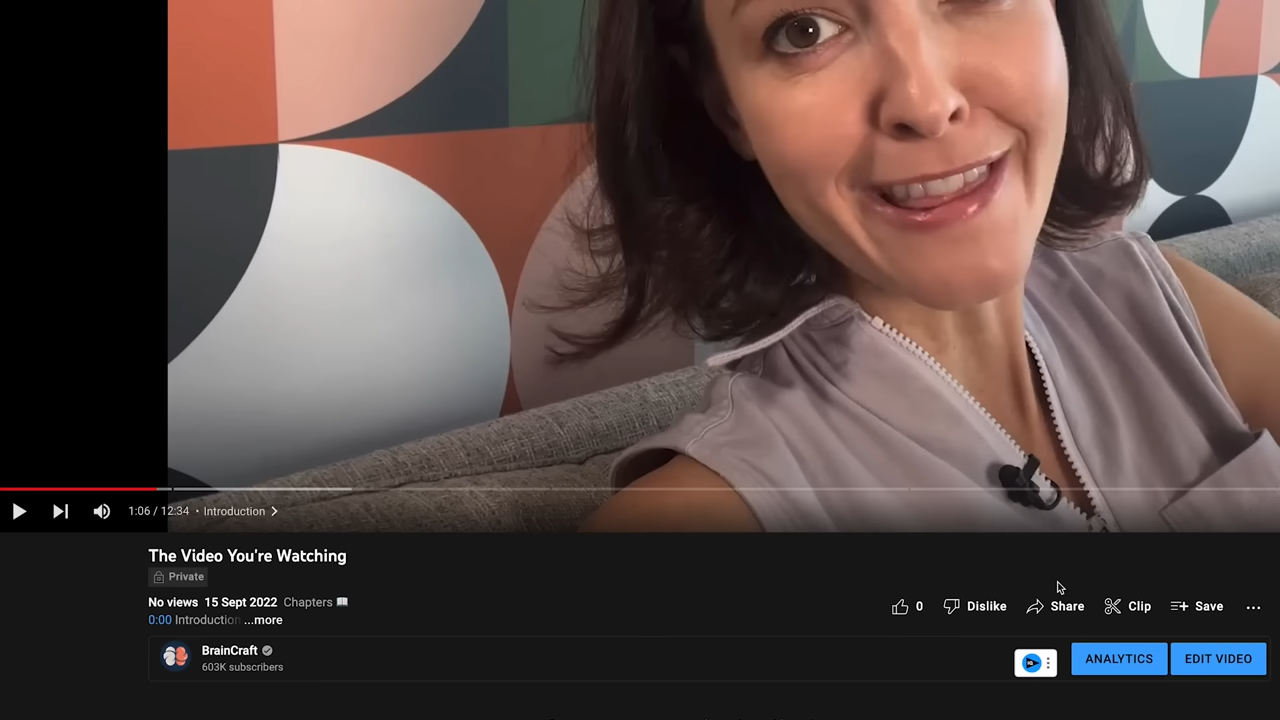 1:06 / 12:34 • Introduction
The Video You're Watching
Private
No views 15 Sept 2022 Chapters
0:00 Introduction ...more
0 Dislike Share Clip Save
BrainCraft
603K subscribers
ANALYTICS EDIT VIDEO